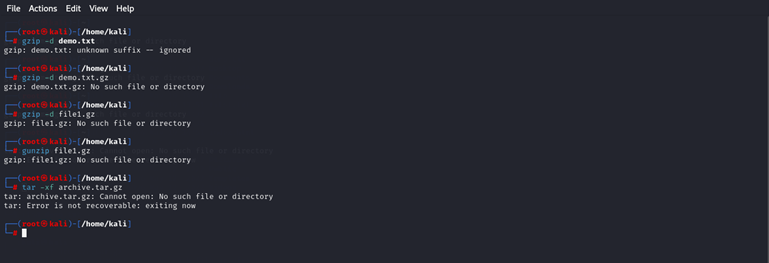 File Actions Edit View Help
┌──(root㉿kali)-[/home/kali]
└─# gzip -d demo.txt
gzip: demo.txt: unknown suffix -- ignored
┌──(root㉿kali)-[/home/kali]
└─# gzip -d demo.txt.gz
gzip: demo.txt.gz: No such file or directory
┌──(root㉿kali)-[/home/kali]
└─# gzip -d file1.gz
gzip: file1.gz: No such file or directory
┌──(root㉿kali)-[/home/kali]
└─# gunzip file1.gz
gzip: file1.gz: No such file or directory
┌──(root㉿kali)-[/home/kali]
└─# tar -xf archive.tar.gz
tar: archive.tar.gz: Cannot open: No such file or directory
tar: Error is not recoverable: exiting now
┌──(root㉿kali)-[/home/kali]
└─#